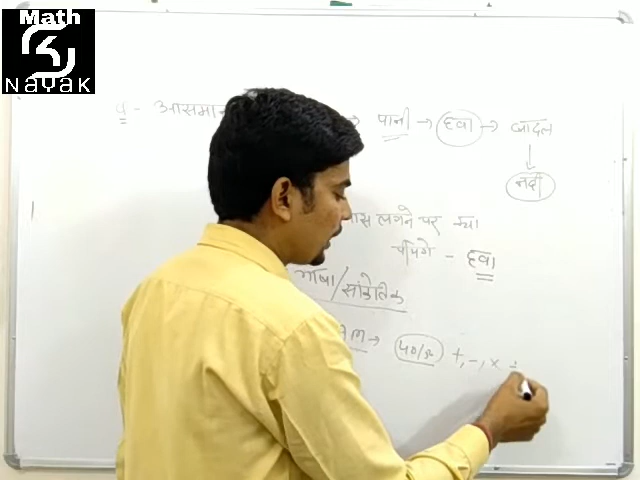 Math
NayaK
आसमान → पानी → हवा → बादल
↓
नदी
लगने पर क्या
पीयेंगे - हवा
भाषा/सांकेतिक
→ +, -, × ÷